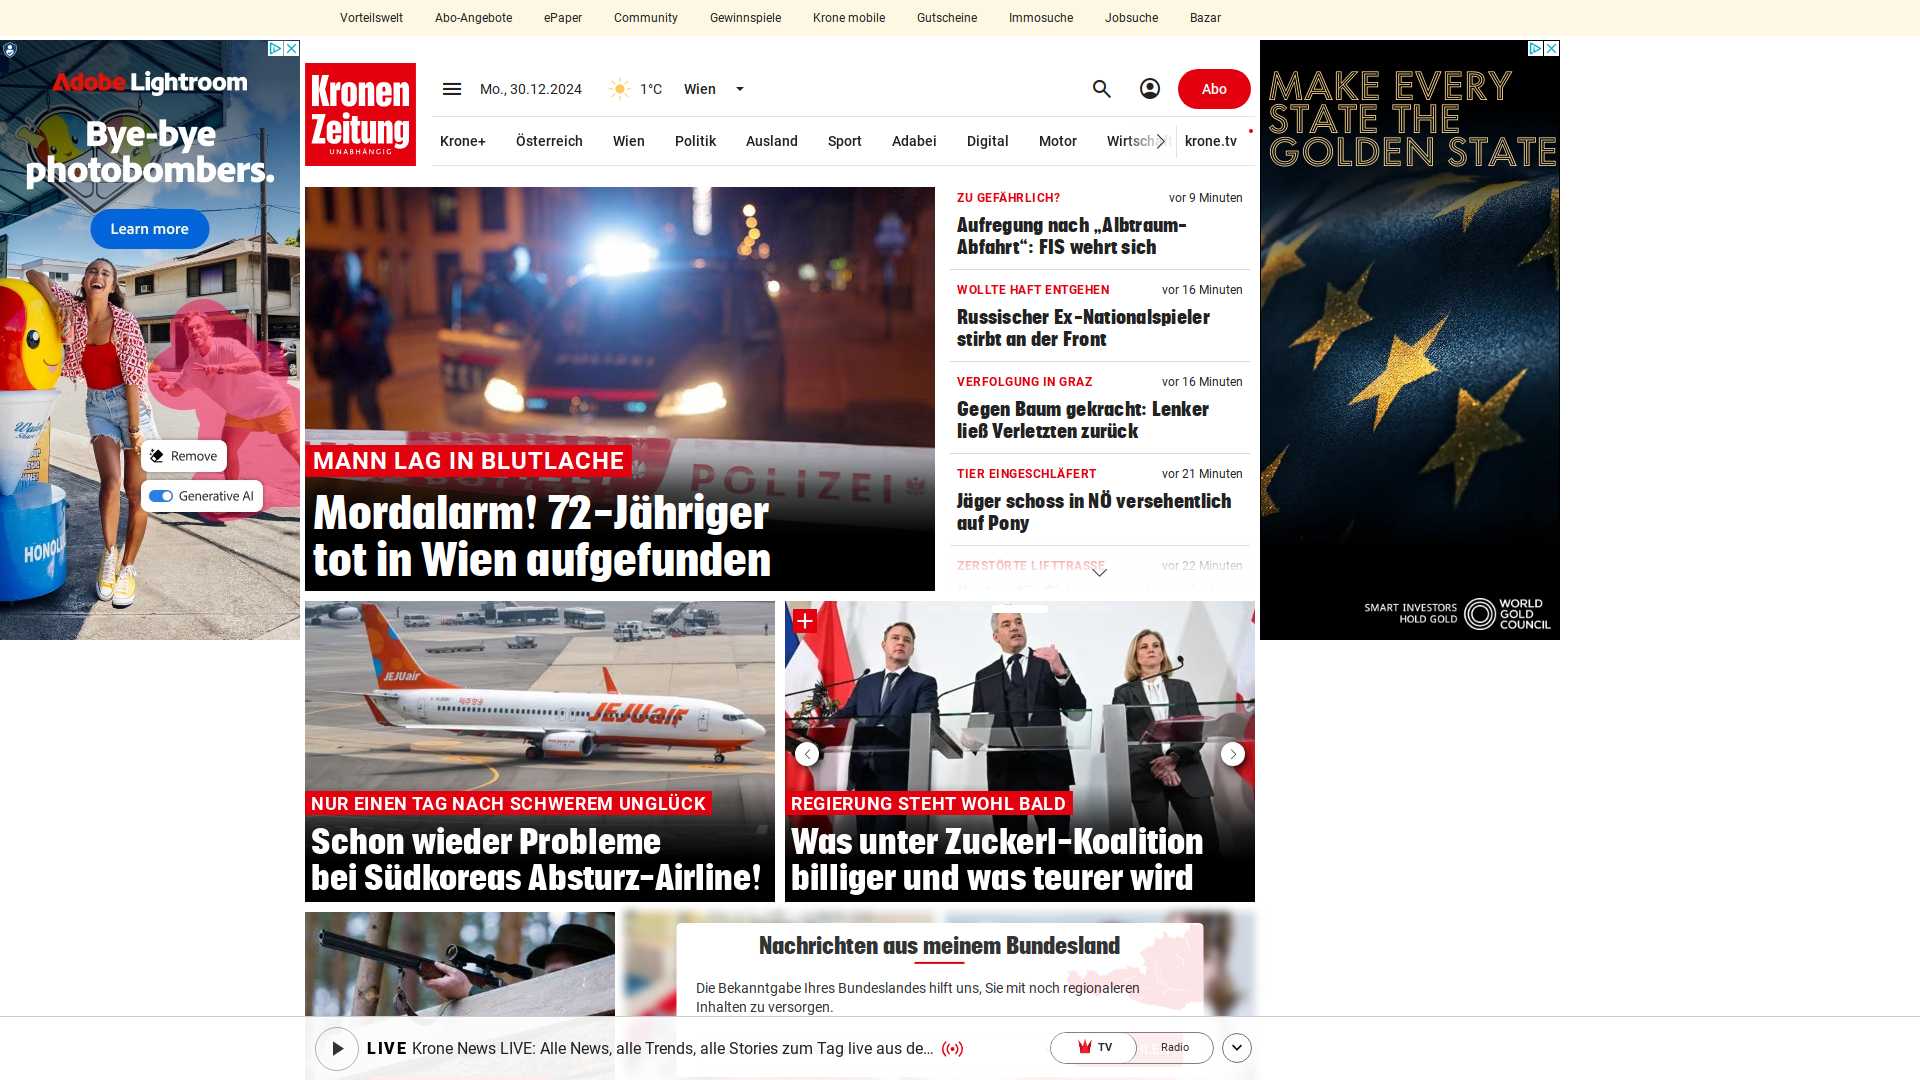 Vorteilswelt Abo-Angebote ePaper Community Gewinnspiele Krone mobile Gutscheine Immosuche Jobsuche Bazar
Adobe Lightroom
Bye-bye
photobombers.
Learn more
Remove
Generative AI
HONOL
Kronen
Zeitung
UNABHÄNGIG
Mo., 30.12.2024 1°C Wien
Abo
Krone+ Österreich Wien Politik Ausland Sport Adabei Digital Motor Wirtsch krone.tv
POLIZEI
MANN LAG IN BLUTLACHE
Mordalarm! 72-Jähriger
tot in Wien aufgefunden
ZU GEFÄHRLICH? vor 9 Minuten
Aufregung nach „Albtraum-
Abfahrt“: FIS wehrt sich
WOLLTE HAFT ENTGEHEN vor 16 Minuten
Russischer Ex-Nationalspieler
stirbt an der Front
VERFOLGUNG IN GRAZ vor 16 Minuten
Gegen Baum gekracht: Lenker
ließ Verletzten zurück
TIER EINGESCHLÄFERT vor 21 Minuten
Jäger schoss in NÖ versehentlich
auf Pony
ZERSTÖRTE LIFTTRASSE vor 22 Minuten
MAKE EVERY
STATE THE
GOLDEN STATE
SMART INVESTORS
HOLD GOLD
WORLD
GOLD
COUNCIL
JEJUair
JEJUair
NUR EINEN TAG NACH SCHWEREM UNGLÜCK
Schon wieder Probleme
bei Südkoreas Absturz-Airline!
REGIERUNG STEHT WOHL BALD
Was unter Zuckerl-Koalition
billiger und was teurer wird
Nachrichten aus meinem Bundesland
Die Bekanntgabe Ihres Bundeslandes hilft uns, Sie mit noch regionaleren
Inhalten zu versorgen.
LIVE Krone News LIVE: Alle News, alle Trends, alle Stories zum Tag live aus de...
TV Radio